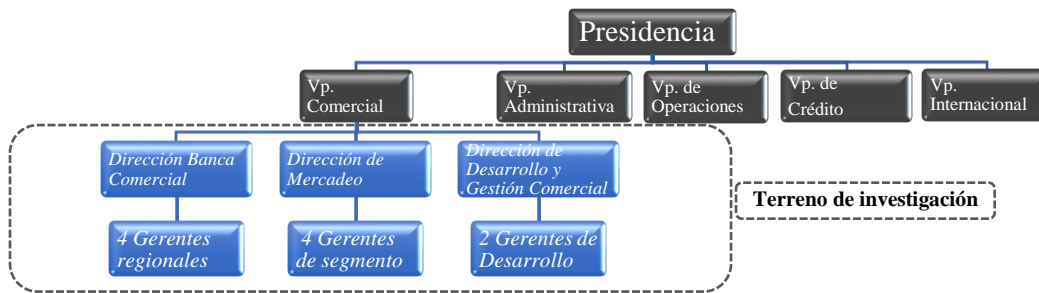 Presidencia
Vp.
Comercial
Vp.
Administrativa
Vp. de
Operaciones
Vp. de
Crédito
Vp.
Internacional
Dirección Banca
Comercial
Dirección de
Mercadeo
Dirección de
Desarrollo y
Gestión Comercial
Terreno de investigación
4 Gerentes
regionales
4 Gerentes
de segmento
2 Gerentes de
Desarrollo